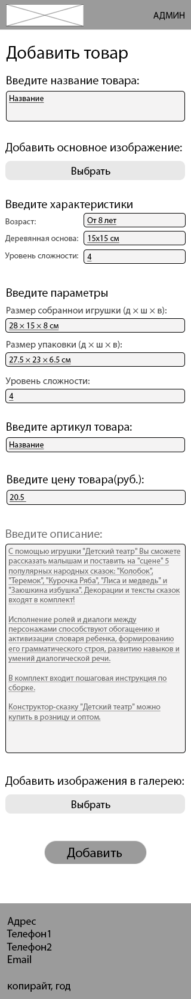 АДМИН
Добавить товар
Введите название товара:
Название
Добавить основное изображение:
Выбрать
Введите характеристики
Возраст:
От 8 лет
Деревянная основа:
15х15 см
Уровень сложности:
4
Введите параметры
Размер собранной игрушки (д × ш × в):
28 × 15 × 8 см
Размер упаковки (д × ш × в):
27.5 × 23 × 6.5 см
Уровень сложности:
4
Введите артикул товара:
Название
Введите цену товара(руб.):
20.5
Введите описание:
С помощью игрушки "Детский театр" Вы сможете
рассказать малышам и поставить на "сцене" 5
популярных народных сказок: "Колобок",
"Теремок", "Курочка Ряба", "Лиса и медведь" и
"Заюшкина избушка". Декорации и тексты сказок
входят в комплект!
Исполнение ролей и диалоги между
персонажами способствуют обогащению и
активизации словаря ребенка, формированию
его грамматического строя, развитию навыков и
умений диалогической речи.
В комплект входит пошаговая инструкция по
сборке.
Конструктор-сказку "Детский театр" можно
купить в розницу и оптом.
Добавить изображения в галерею:
Выбрать
Добавить
Адрес
Телефон1
Телефон2
Email
копирайт, год